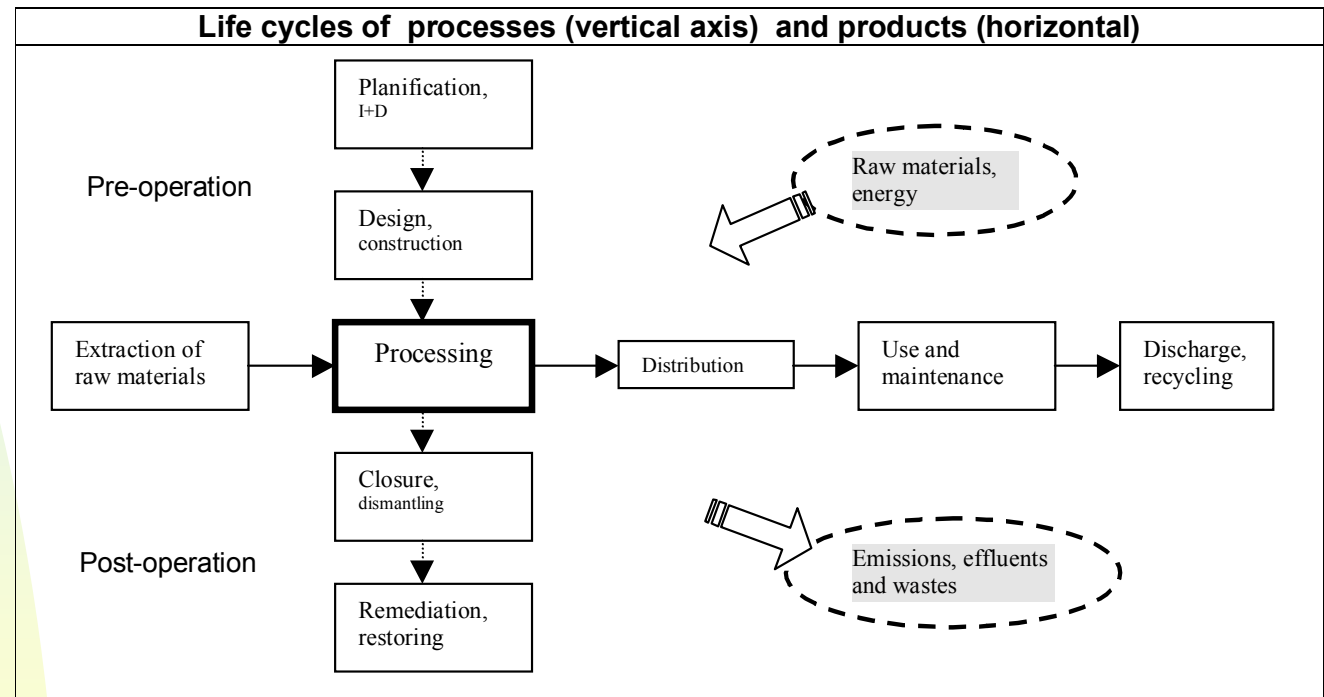 Life cycles of processes (vertical axis) and products (horizontal)
Planification,
I+D
Pre-operation
Raw materials,
energy
Design,
construction
Extraction of
raw materials
Processing
Distribution
Use and
maintenance
Discharge,
recycling
Closure,
dismantling
Post-operation
Emissions, effluents
and wastes
Remediation,
restoring